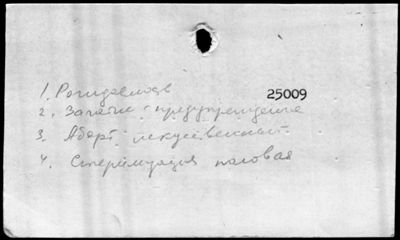 1. Рождаемость
25009
2. Зачатие - предупреждение
3. Аборт искусственный
4. Стерилизация половая